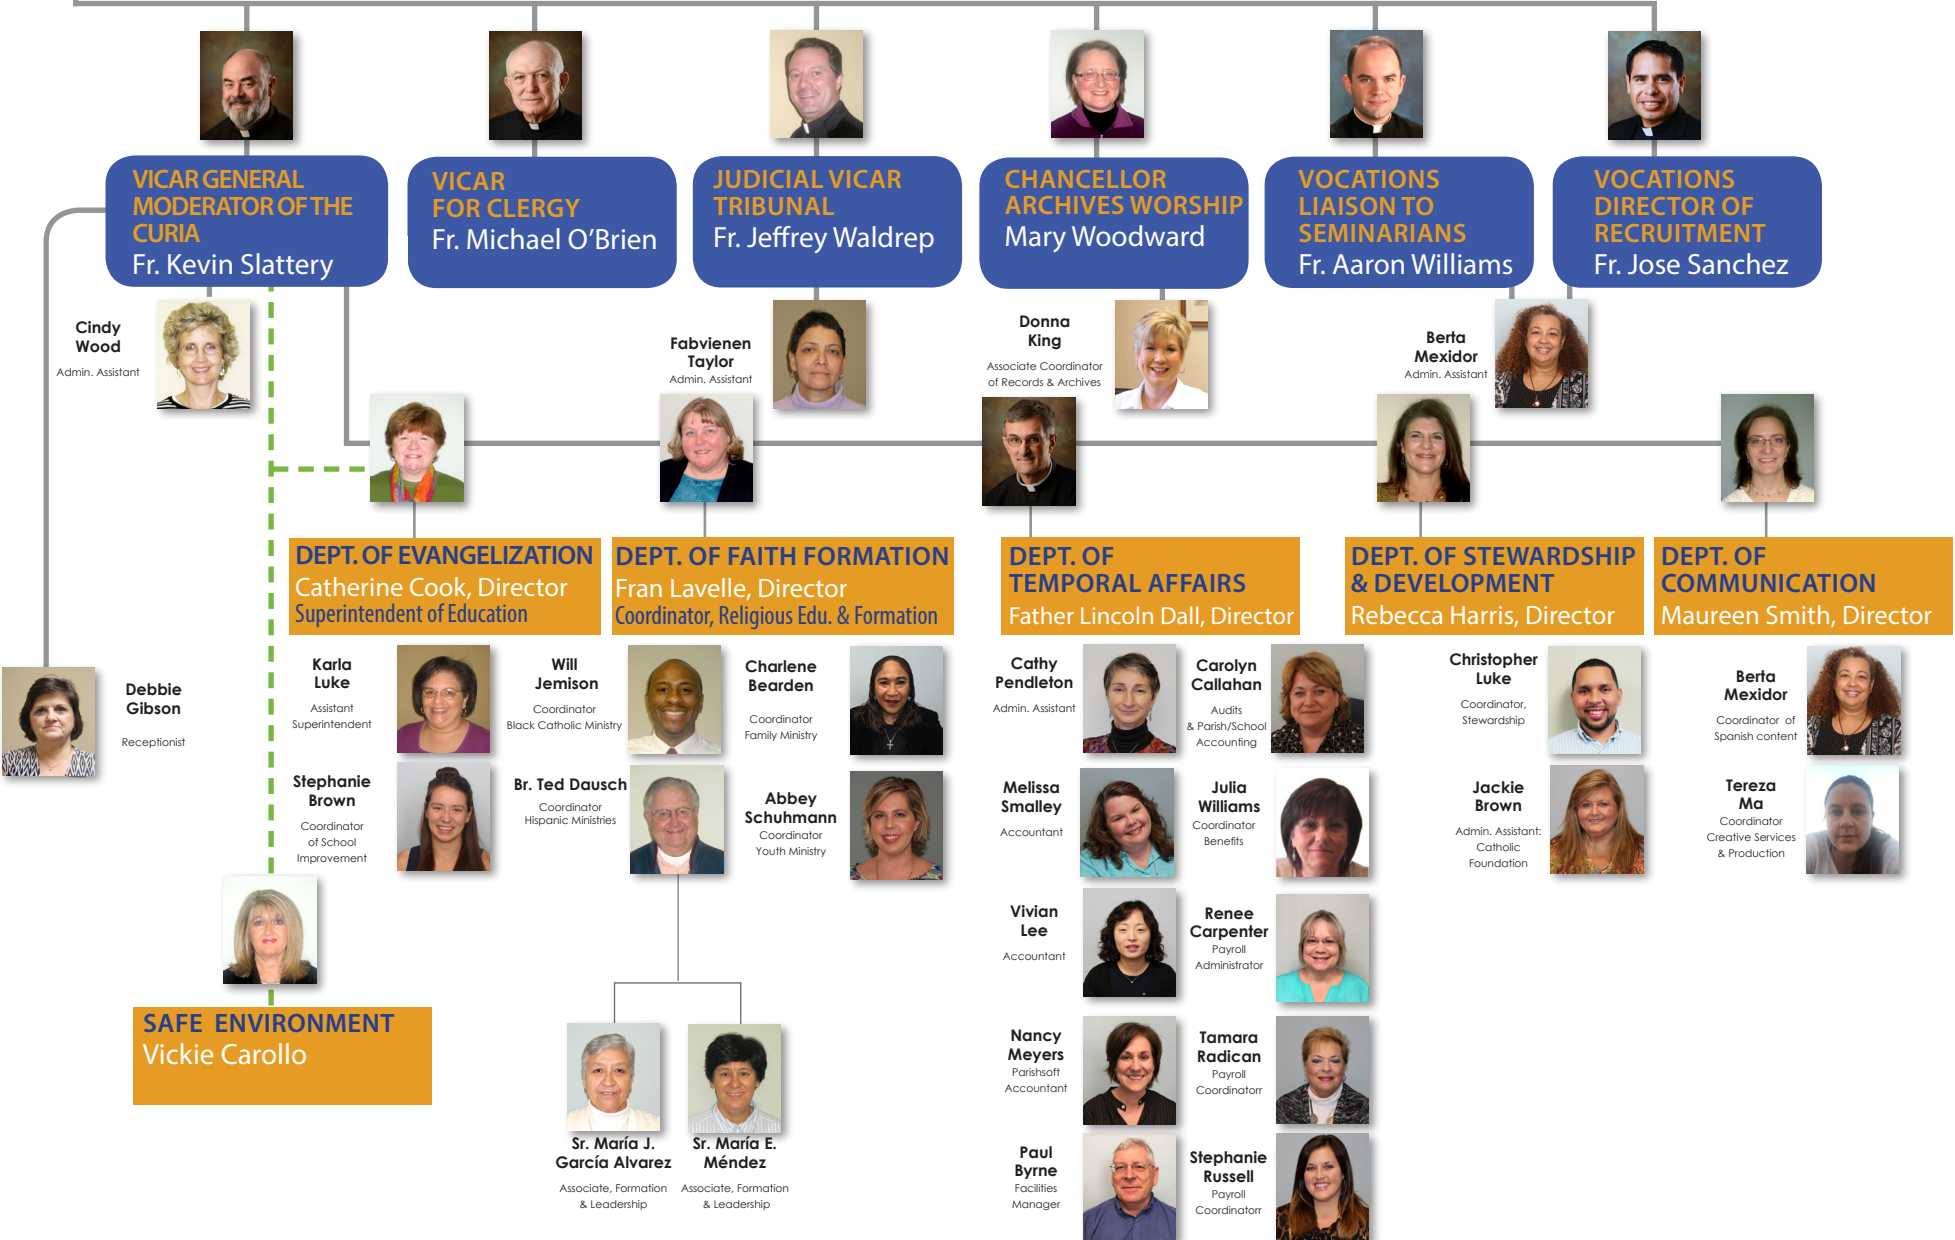 VICAR GENERAL
MODERATOR OF THE
CURIA
Fr. Kevin Slattery
VICAR
FOR CLERGY
Fr. Michael O’Brien
JUDICIAL VICAR
TRIBUNAL
Fr. Jeffrey Waldrep
CHANCELLOR
ARCHIVES WORSHIP
Mary Woodward
VOCATIONS
LIAISON TO
SEMINARIANS
Fr. Aaron Williams
VOCATIONS
DIRECTOR OF
RECRUITMENT
Fr. Jose Sanchez
Cindy
Wood
Admin. Assistant
Fabvienen
Taylor
Admin. Assistant
Donna
King
Associate Coordinator
of Records & Archives
Berta
Mexidor
Admin. Assistant
DEPT. OF EVANGELIZATION
Catherine Cook, Director
Superintendent of Education
DEPT. OF FAITH FORMATION
Fran Lavelle, Director
Coordinator, Religious Edu. & Formation
DEPT. OF
TEMPORAL AFFAIRS
Father Lincoln Dall, Director
DEPT. OF STEWARDSHIP
& DEVELOPMENT
Rebecca Harris, Director
DEPT. OF
COMMUNICATION
Maureen Smith, Director
Debbie
Gibson
Receptionist
Karla
Luke
Assistant
Superintendent
Stephanie
Brown
Coordinator
of School
Improvement
Will
Jemison
Coordinator
Black Catholic Ministry
Br. Ted Dausch
Coordinator
Hispanic Ministries
Charlene
Bearden
Coordinator
Family Ministry
Abbey
Schuhmann
Coordinator
Youth Ministry
Cathy
Pendleton
Admin. Assistant
Carolyn
Callahan
Audits
& Parish/School
Accounting
Melissa
Smalley
Accountant
Julia
Williams
Coordinator
Benefits
Vivian
Lee
Accountant
Renee
Carpenter
Payroll
Administrator
Nancy
Meyers
Parishsoft
Accountant
Tamara
Radican
Payroll
Coordinatorr
Paul
Byrne
Facilities
Manager
Stephanie
Russell
Payroll
Coordinatorr
Christopher
Luke
Coordinator,
Stewardship
Jackie
Brown
Admin. Assistant:
Catholic
Foundation
Berta
Mexidor
Coordinator of
Spanish content
Tereza
Ma
Coordinator
Creative Services
& Production
SAFE ENVIRONMENT
Vickie Carollo
Sr. María J.
García Alvarez
Associate, Formation
& Leadership
Sr. María E.
Méndez
Associate, Formation
& Leadership